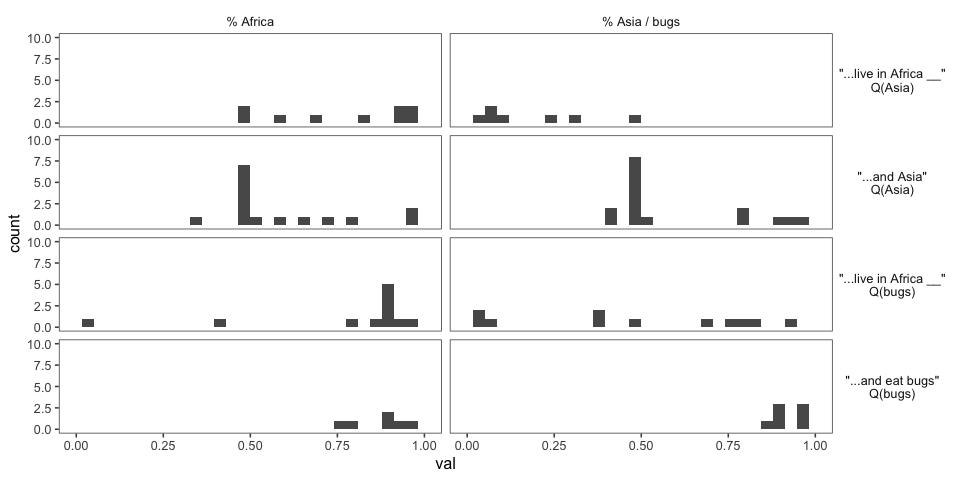 % Africa
% Asia / bugs
10.0
7.5
5.0
2.5
0.0
"...live in Africa __"
Q(Asia)
10.0
7.5
5.0
2.5
0.0
"...and Asia"
Q(Asia)
count
10.0
7.5
5.0
2.5
0.0
"...live in Africa __"
Q(bugs)
10.0
7.5
5.0
2.5
0.0
"...and eat bugs"
Q(bugs)
0.00 0.25 0.50 0.75 1.00
0.00 0.25 0.50 0.75 1.00
val